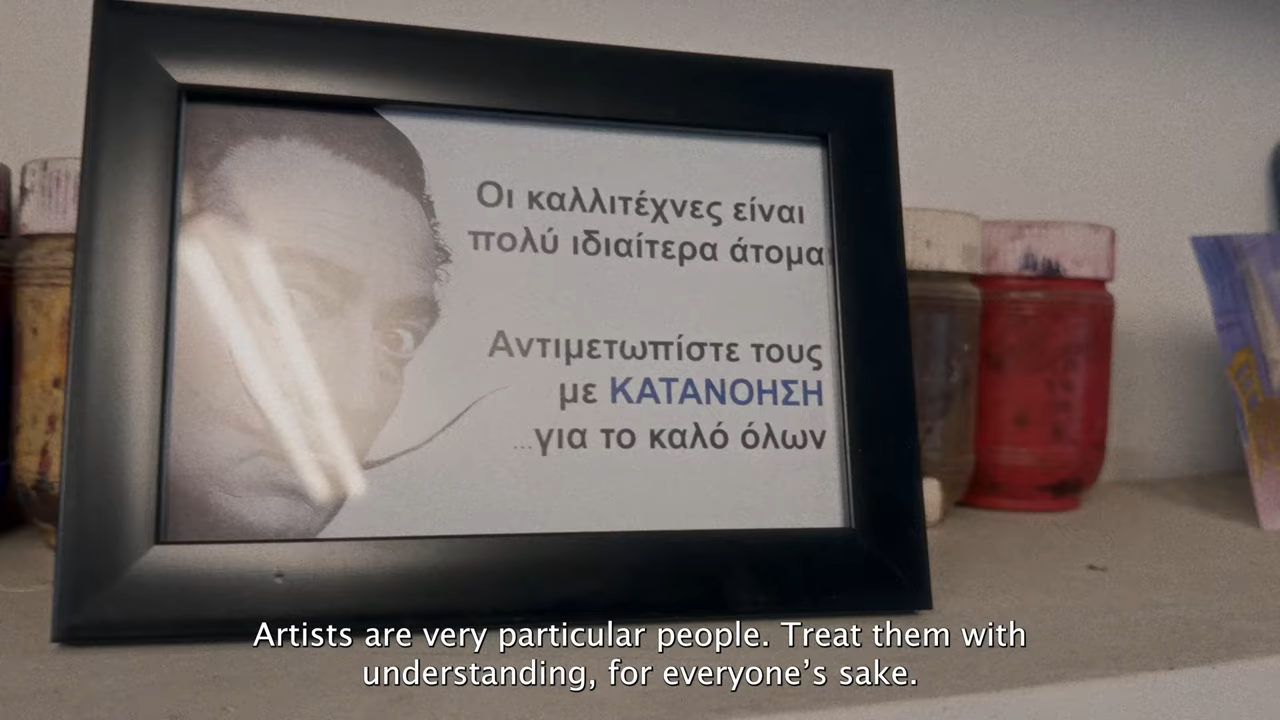 Οι καλλιτέχνες είναι
πολύ ιδιαίτερα άτομα
Αντιμετωπίστε τους
με ΚΑΤΑΝΟΗΣΗ
...για το καλό όλων
Artists are very particular people. Treat them with
understanding, for everyone’s sake.